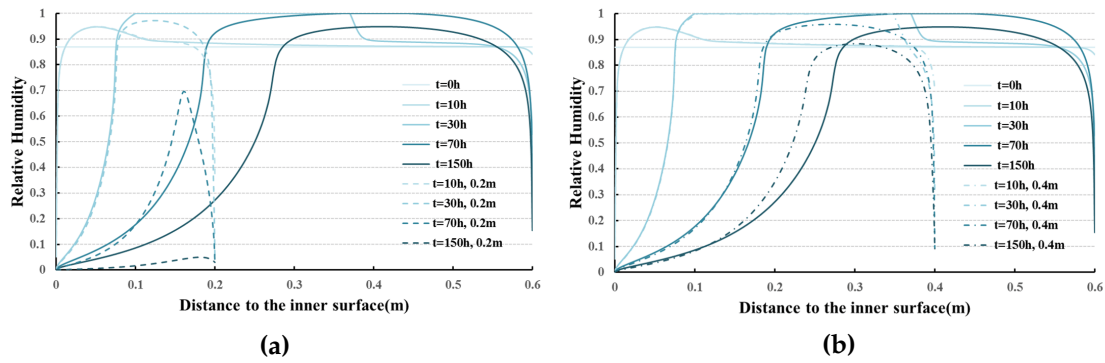 Relative Humidity
1
0.9
0.8
0.7
0.6
0.5
0.4
0.3
0.2
0.1
0
t=0h
t=10h
t=30h
t=70h
t=150h
t=10h, 0.2m
t=30h, 0.2m
t=70h, 0.2m
t=150h, 0.2m
0 0.1 0.2 0.3 0.4 0.5 0.6
Distance to the inner surface(m)
(a)
Relative Humidity
1
0.9
0.8
0.7
0.6
0.5
0.4
0.3
0.2
0.1
0
t=0h
t=10h
t=30h
t=70h
t=150h
t=10h, 0.4m
t=30h, 0.4m
t=70h, 0.4m
t=150h, 0.4m
0 0.1 0.2 0.3 0.4 0.5 0.6
Distance to the inner surface(m)
(b)